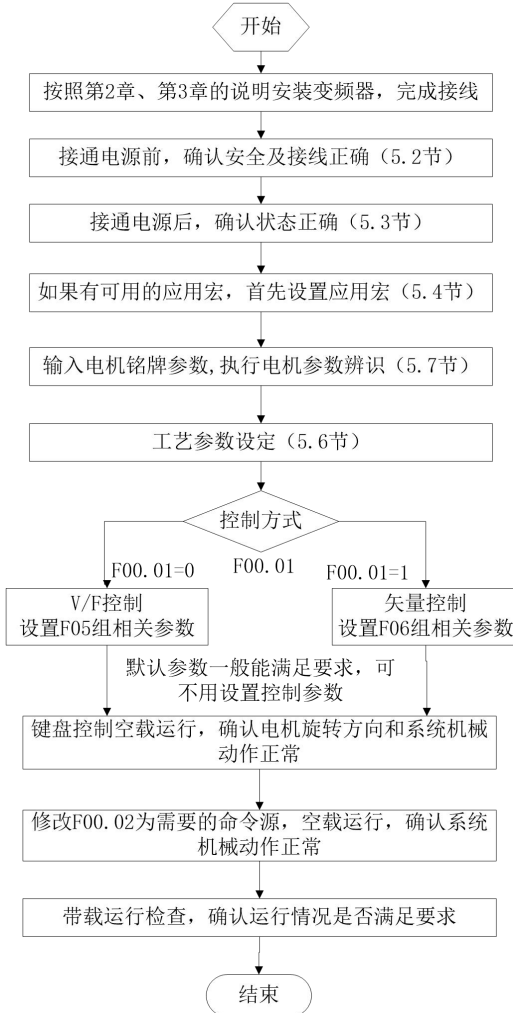 开始
按照第2章、第3章的说明安装变频器，完成接线
接通电源前，确认安全及接线正确（5.2节）
接通电源后，确认状态正确（5.3节）
如果有可用的应用宏，首先设置应用宏（5.4节）
输入电机铭牌参数,执行电机参数辨识（5.7节）
工艺参数设定（5.6节）
控制方式
F00.01=0
F00.01
F00.01=1
V/F控制
设置F05组相关参数
矢量控制
设置F06组相关参数
默认参数一般能满足要求，可
不用设置控制参数
键盘控制空载运行，确认电机旋转方向和系统机械
动作正常
修改F00.02为需要的命令源，空载运行，确认系统
机械动作正常
带载运行检查，确认运行情况是否满足要求
结束